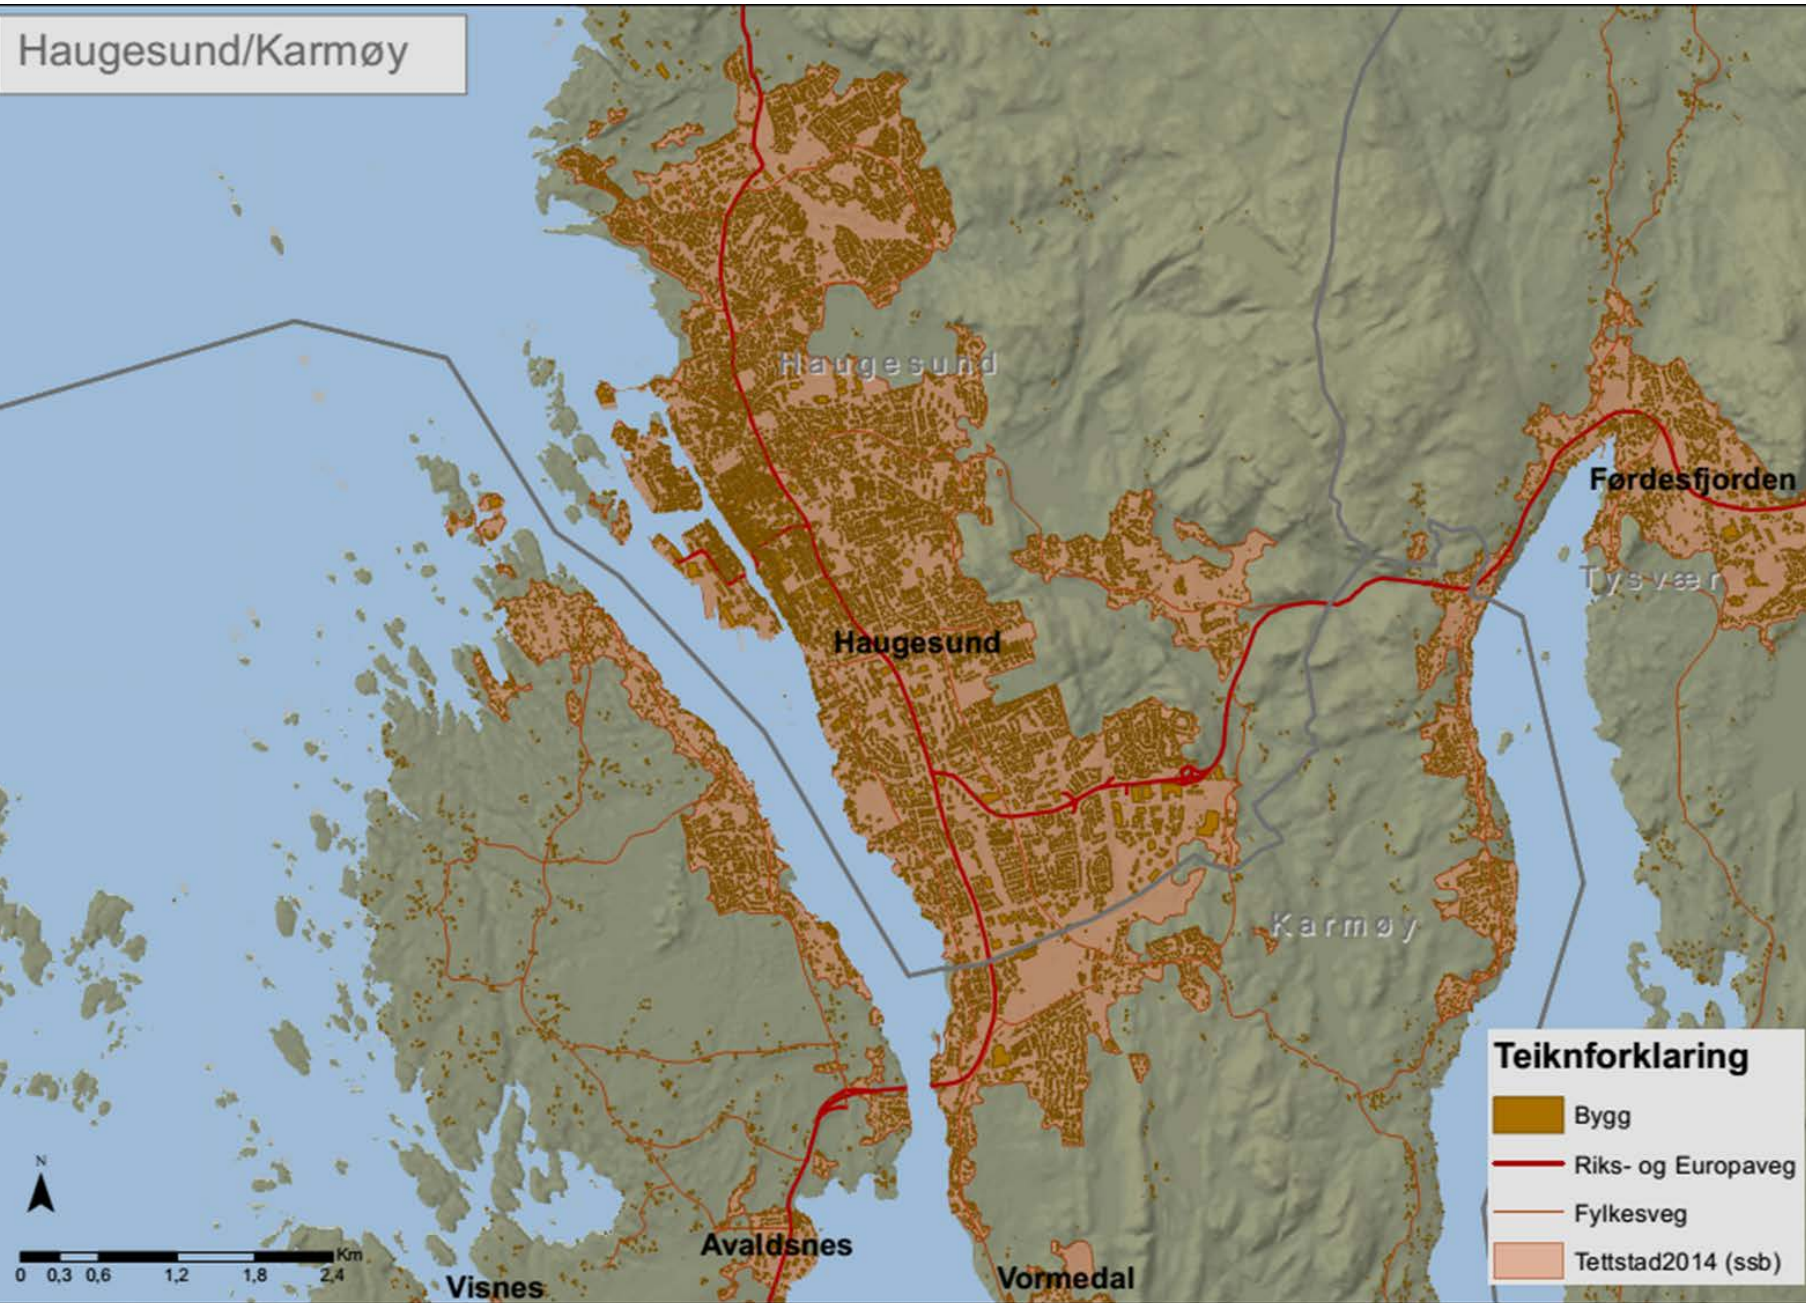 Haugesund/Karmøy
Haugesund
Førdesfjorden
Tysvær
Haugesund
Karmøy
Avaldsnes
Visnes
Vormedal
N
Km
0 0,3 0,6 1,2 1,8 2,4
Teiknforklaring
Bygg
Riks- og Europaveg
Fylkesveg
Tettstad2014 (ssb)